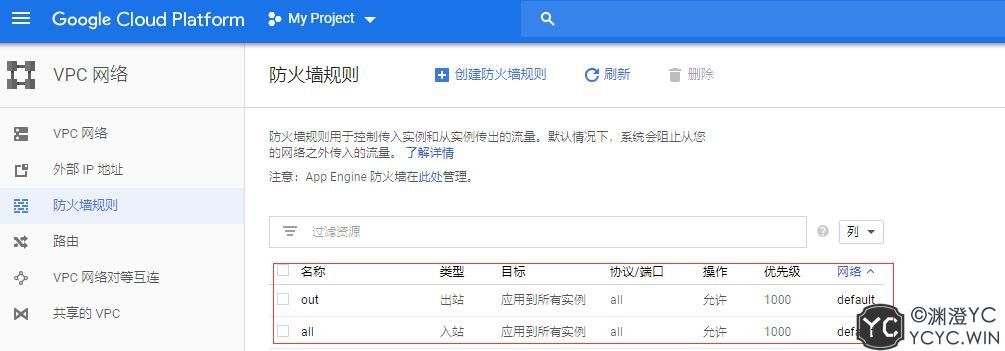 Google Cloud Platform My Project
VPC 网络 防火墙规则 创建防火墙规则 刷新 删除
VPC 网络
外部 IP 地址
防火墙规则
路由
VPC 网络对等互连
共享的 VPC
防火墙规则用于控制传入实例和从实例传出的流量。默认情况下，系统会阻止从您
的网络之外传入的流量。 了解详情
注意：App Engine 防火墙在此处管理。
过滤资源 列
名称 类型 目标 协议/端口 操作 优先级 网络
out 出站 应用到所有实例 all 允许 1000 default
all 入站 应用到所有实例 all 允许 1000
YC ©渊澄YC
YCYC.WIN